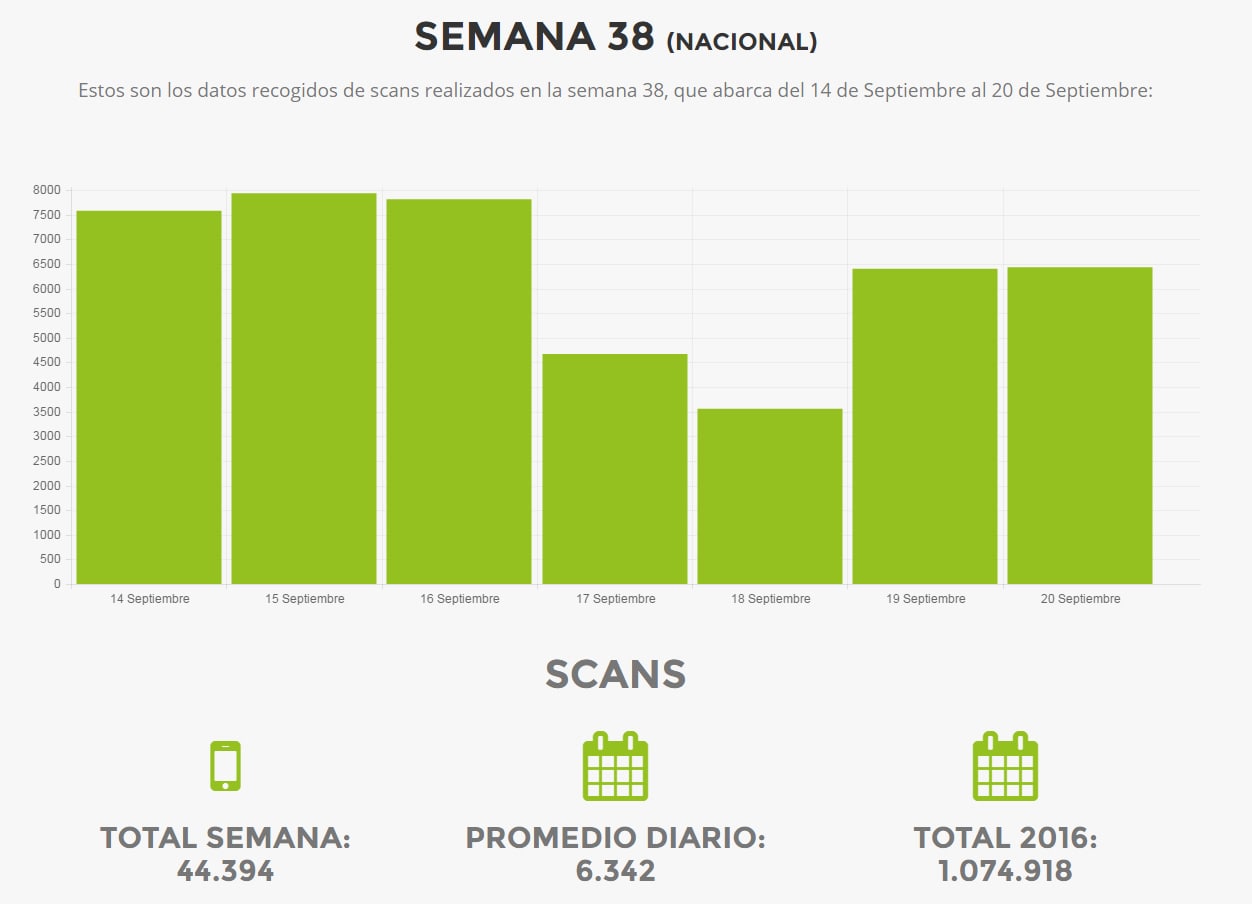 SEMANA 38 (NACIONAL)
Estos son los datos recogidos de scans realizados en la semana 38, que abarca del 14 de Septiembre al 20 de Septiembre:
8000
7500
7000
6500
6000
5500
5000
4500
4000
3500
3000
2500
2000
1500
1000
500
0
14 Septiembre 15 Septiembre 16 Septiembre 17 Septiembre 18 Septiembre 19 Septiembre 20 Septiembre
SCANS
TOTAL SEMANA:
44.394
PROMEDIO DIARIO:
6.342
TOTAL 2016:
1.074.918